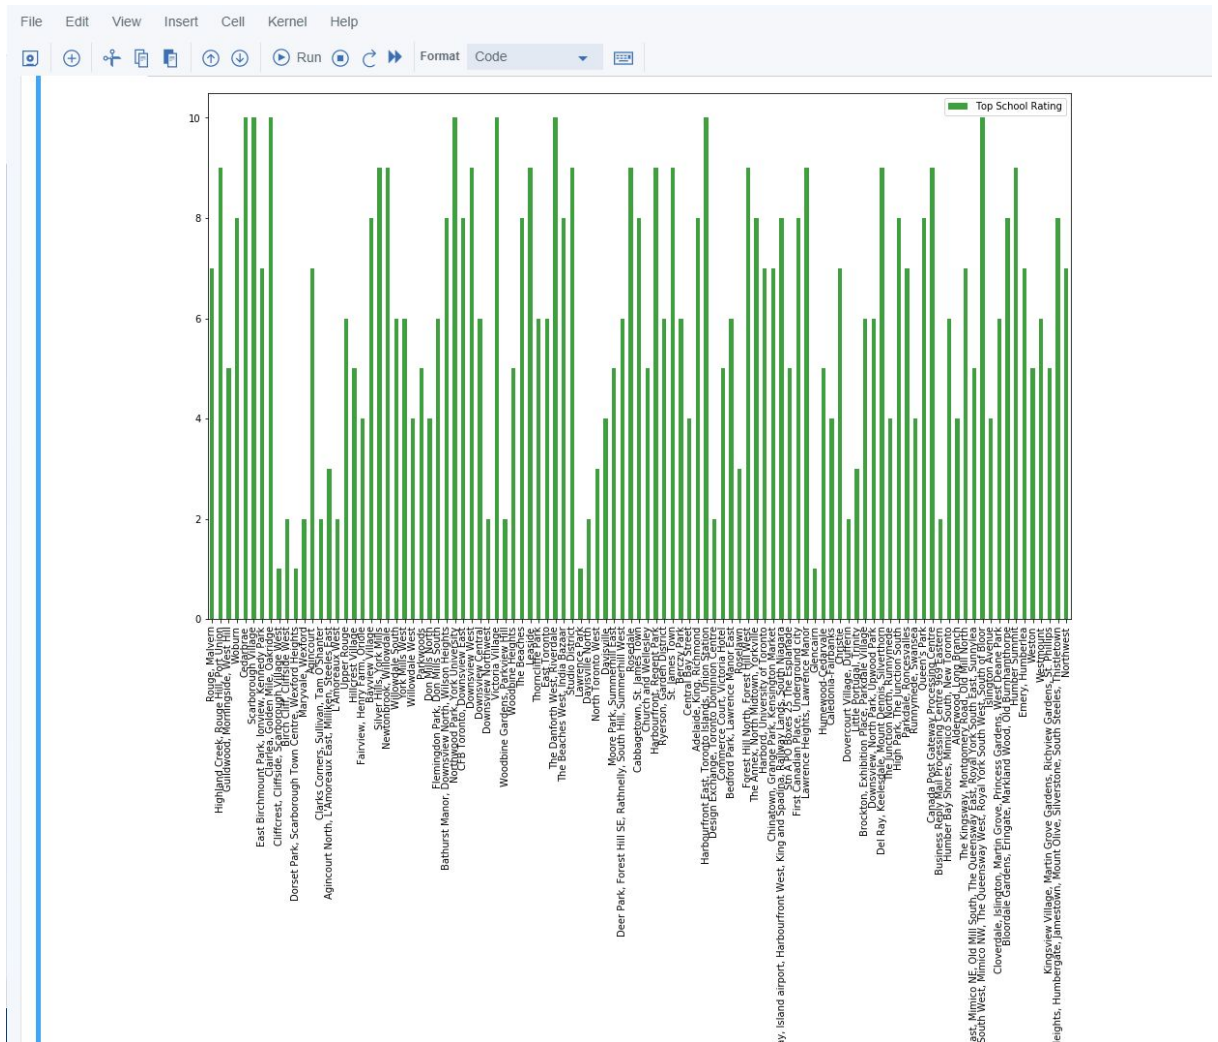 File Edit View Insert Cell Kernel Help
Run Format Code
Top School Rating
10
8
6
4
2
0
Rouge, Malvern
Highland Creek, Rouge Hill, Port Union
Guildwood, Morningside, West Hill
Woburn
Cedarbrae
Scarborough Village
East Birchmount Park, Ionview, Kennedy Park
Clairlea, Golden Mile, Oakridge
Cliffcrest, Cliffside, Scarborough Village West
Birch Cliff, Cliffside West
Dorset Park, Scarborough Town Centre, Wexford Heights
Maryvale, Wexford
Agincourt
Clarks Corners, Sullivan, Tam O'Shanter
Agincourt North, L'Amoreaux East, Milliken, Steeles East
L'Amoreaux West
Upper Rouge
Hillcrest Village
Fairview, Henry Farm, Oriole
Bayview Village
Silver Hills, York Mills
Newtonbrook, Willowdale
Willowdale South
York Mills West
Willowdale West
Parkwoods
Don Mills North
Flemingdon Park, Don Mills South
Bathurst Manor, Downsview North, Wilson Heights
Northwood Park, York University
CFB Toronto, Downsview East
Downsview West
Downsview Central
Downsview Northwest
Victoria Village
Woodbine Gardens, Parkview Hill
Woodbine Heights
The Beaches
Leaside
Thorncliffe Park
East Toronto
The Danforth West, Riverdale
The Beaches West, India Bazaar
Studio District
Lawrence Park
Davisville North
North Toronto West
Davisville
Moore Park, Summerhill East
Deer Park, Forest Hill SE, Rathnelly, South Hill, Summerhill West
Rosedale
Cabbagetown, St. James Town
Church and Wellesley
Harbourfront, Regent Park
Ryerson, Garden District
St. James Town
Berczy Park
Central Bay Street
Adelaide, King, Richmond
Harbourfront East, Toronto Islands, Union Station
Design Exchange, Toronto Dominion Centre
Commerce Court, Victoria Hotel
Bedford Park, Lawrence Manor East
Roselawn
Forest Hill North, Forest Hill West
The Annex, North Midtown, Yorkville
Harbord, University of Toronto
Chinatown, Grange Park, Kensington Market
Island airport, Harbourfront West, King and Spadina, Railway Lands, South Niagara
Stn A PO Boxes 25 The Esplanade
First Canadian Place, Underground city
Lawrence Heights, Lawrence Manor
Glencairn
Humewood-Cedarvale
Caledonia-Fairbanks
Christie
Dovercourt Village, Dufferin
Little Portugal, Trinity
Brockton, Exhibition Place, Parkdale Village
Downsview, North Park, Upwood Park
Del Ray, Keelesdale, Mount Dennis, Silverthorn
The Junction North, Runnymede
High Park, The Junction South
Parkdale, Roncesvalles
Runnymede, Swansea
Queen's Park
Canada Post Gateway Processing Centre
Business Reply Mail Processing Centre
Humber Bay Shores, Mimico South, New Toronto
Alderwood, Long Branch
The Kingsway, Montgomery Road, Old Mill North
Mimico NE, Old Mill South, The Queensway East, Royal York South East, Sunnylea
South West, Mimico NW, The Queensway West, Royal York South West,
Islington Avenue
Cloverdale, Islington, Martin Grove, Princess Gardens, West Deane Park
Bloordale Gardens, Eringate, Markland Wood, Old Burnhamthorpe
Humber Summit
Emery, Humberlea
Weston
Westmount
Kingsview Village, Martin Grove Gardens, Richview Gardens, St. Phillips
Humbergate, Jamestown, Mount Olive, Silverstone, South Steeles, Thistletown
Northwest